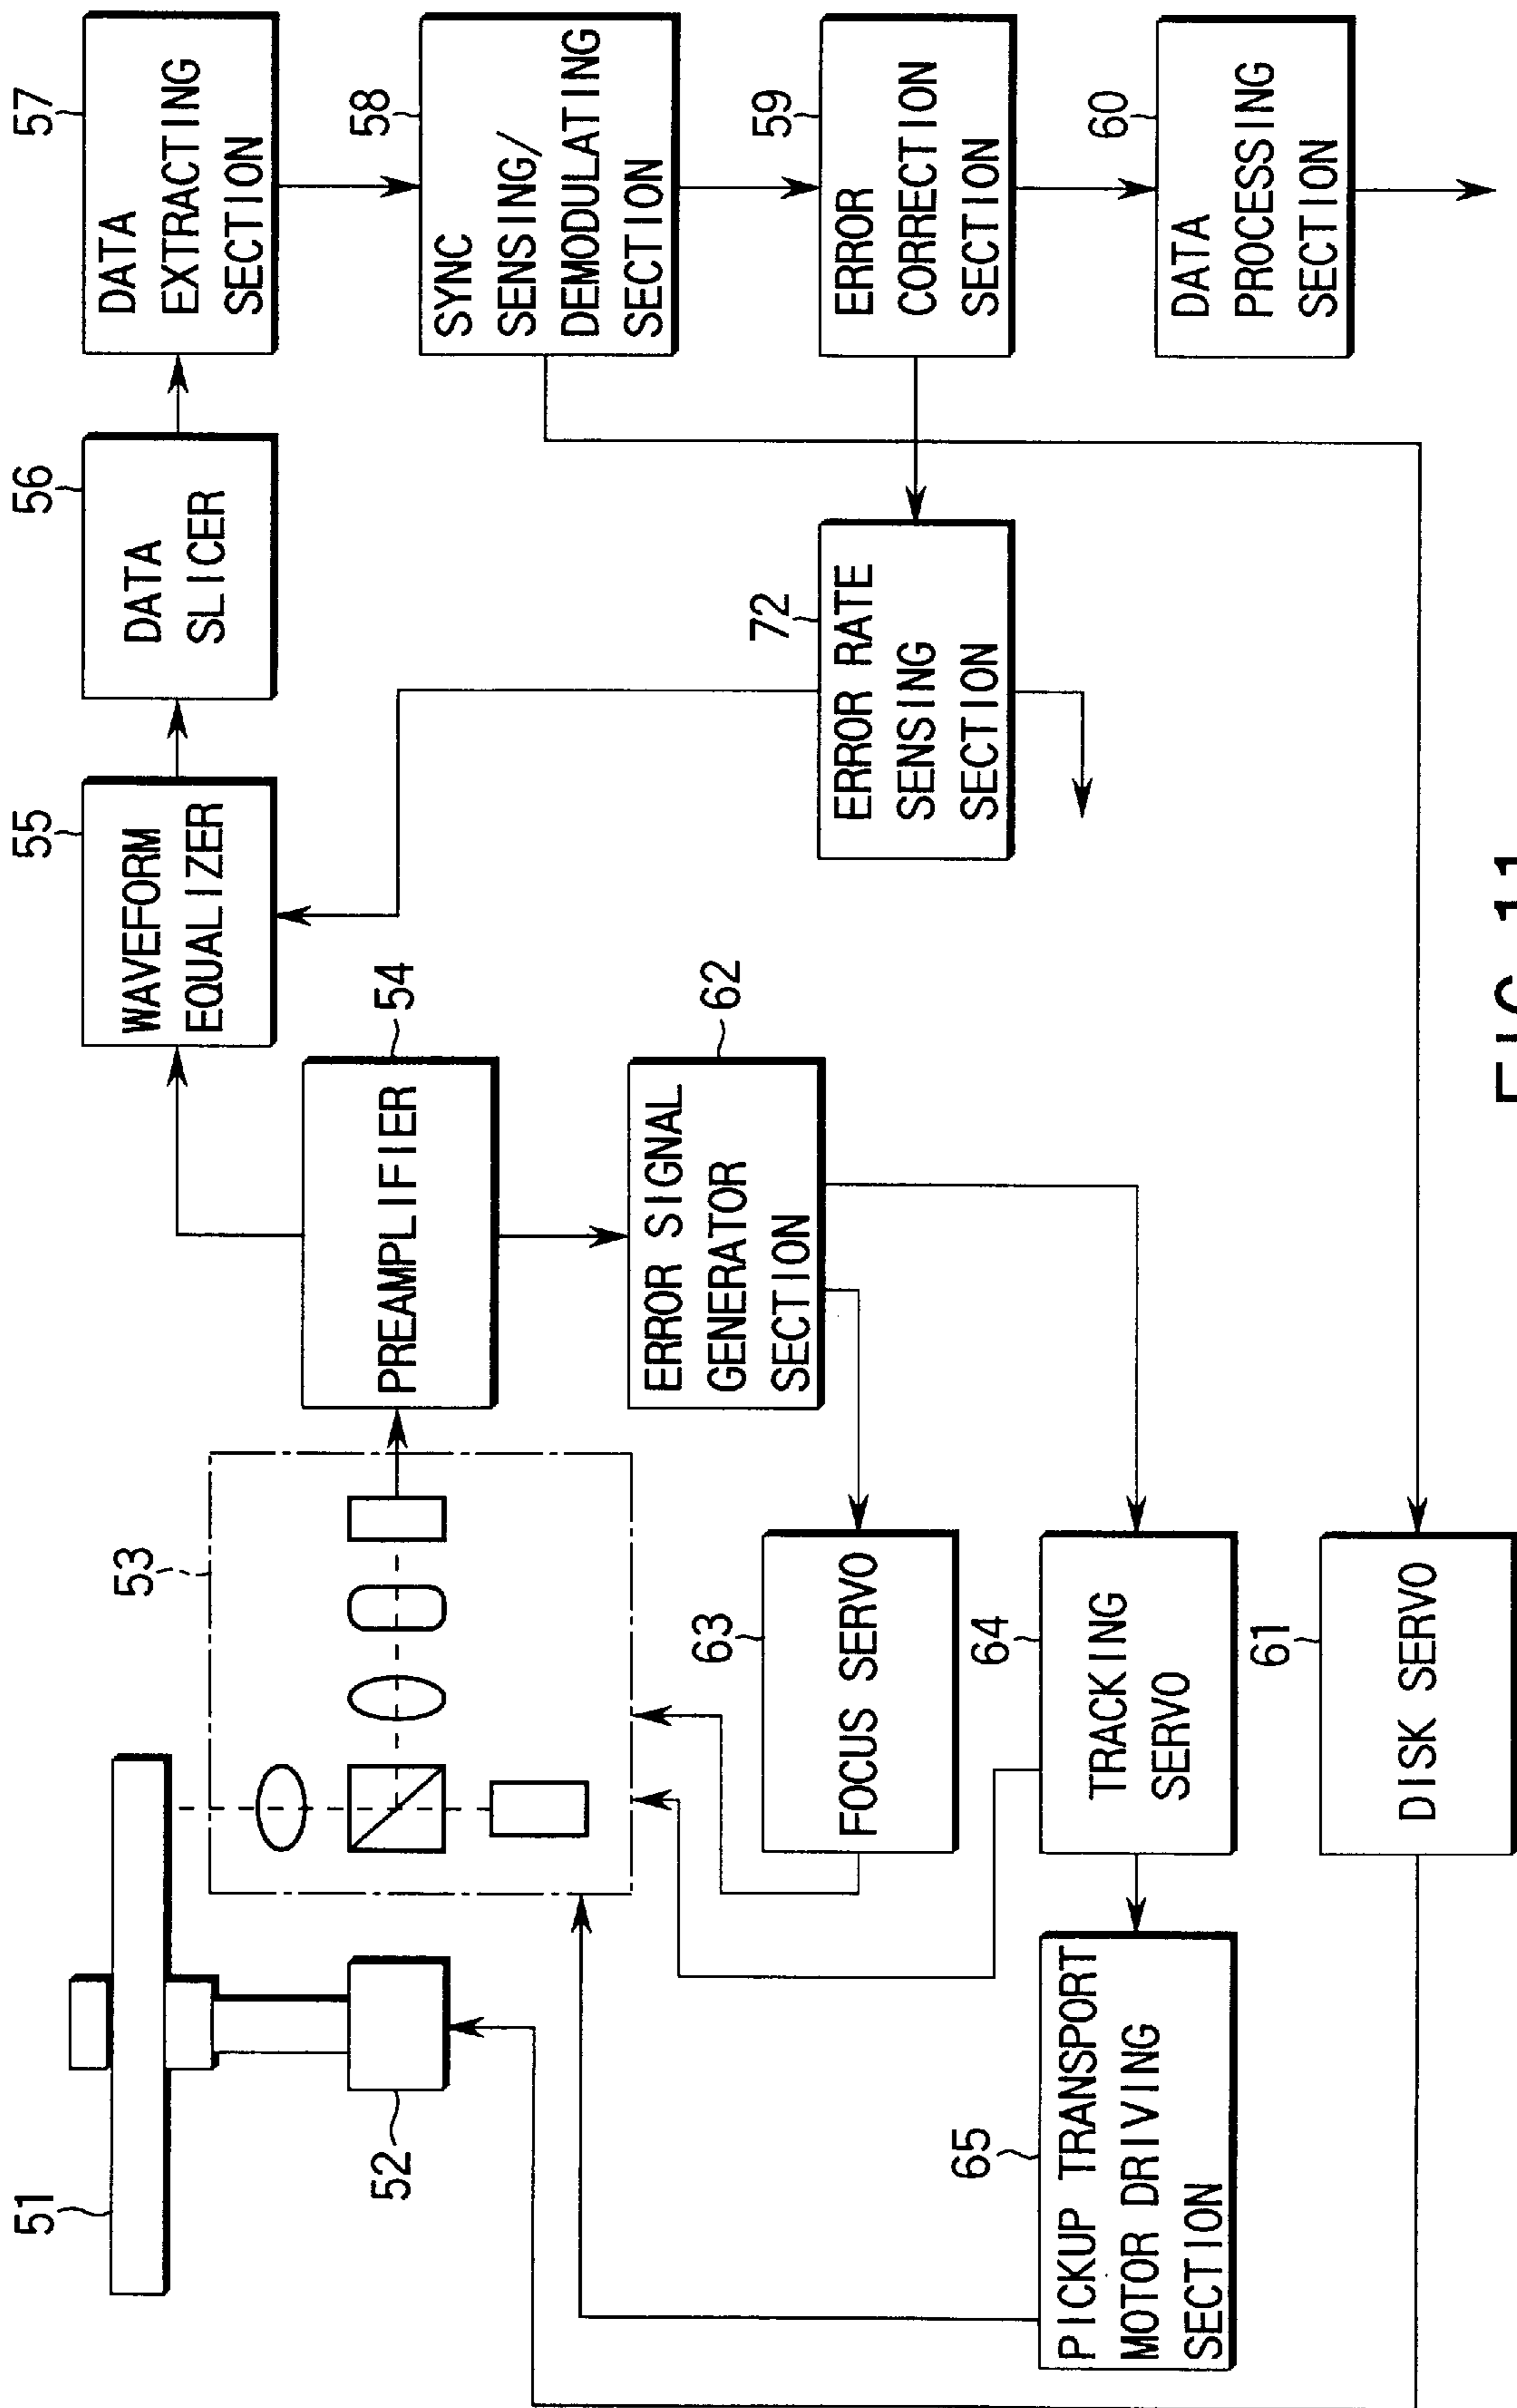 51
52
53
PREAMPLIFIER
54
WAVEFORM
EQUALIZER
55
DATA
SLICER
56
DATA
EXTRACTING
SECTION
57
SYNC
SENSING/
DEMODULATING
SECTION
58
ERROR SIGNAL
GENERATOR
SECTION
62
ERROR RATE
SENSING
SECTION
72
ERROR
CORRECTION
SECTION
59
FOCUS SERVO
63
PICKUP TRANSPORT
MOTOR DRIVING
SECTION
65
TRACKING
SERVO
64
DATA
PROCESSING
SECTION
60
DISK SERVO
61
FIG. 11